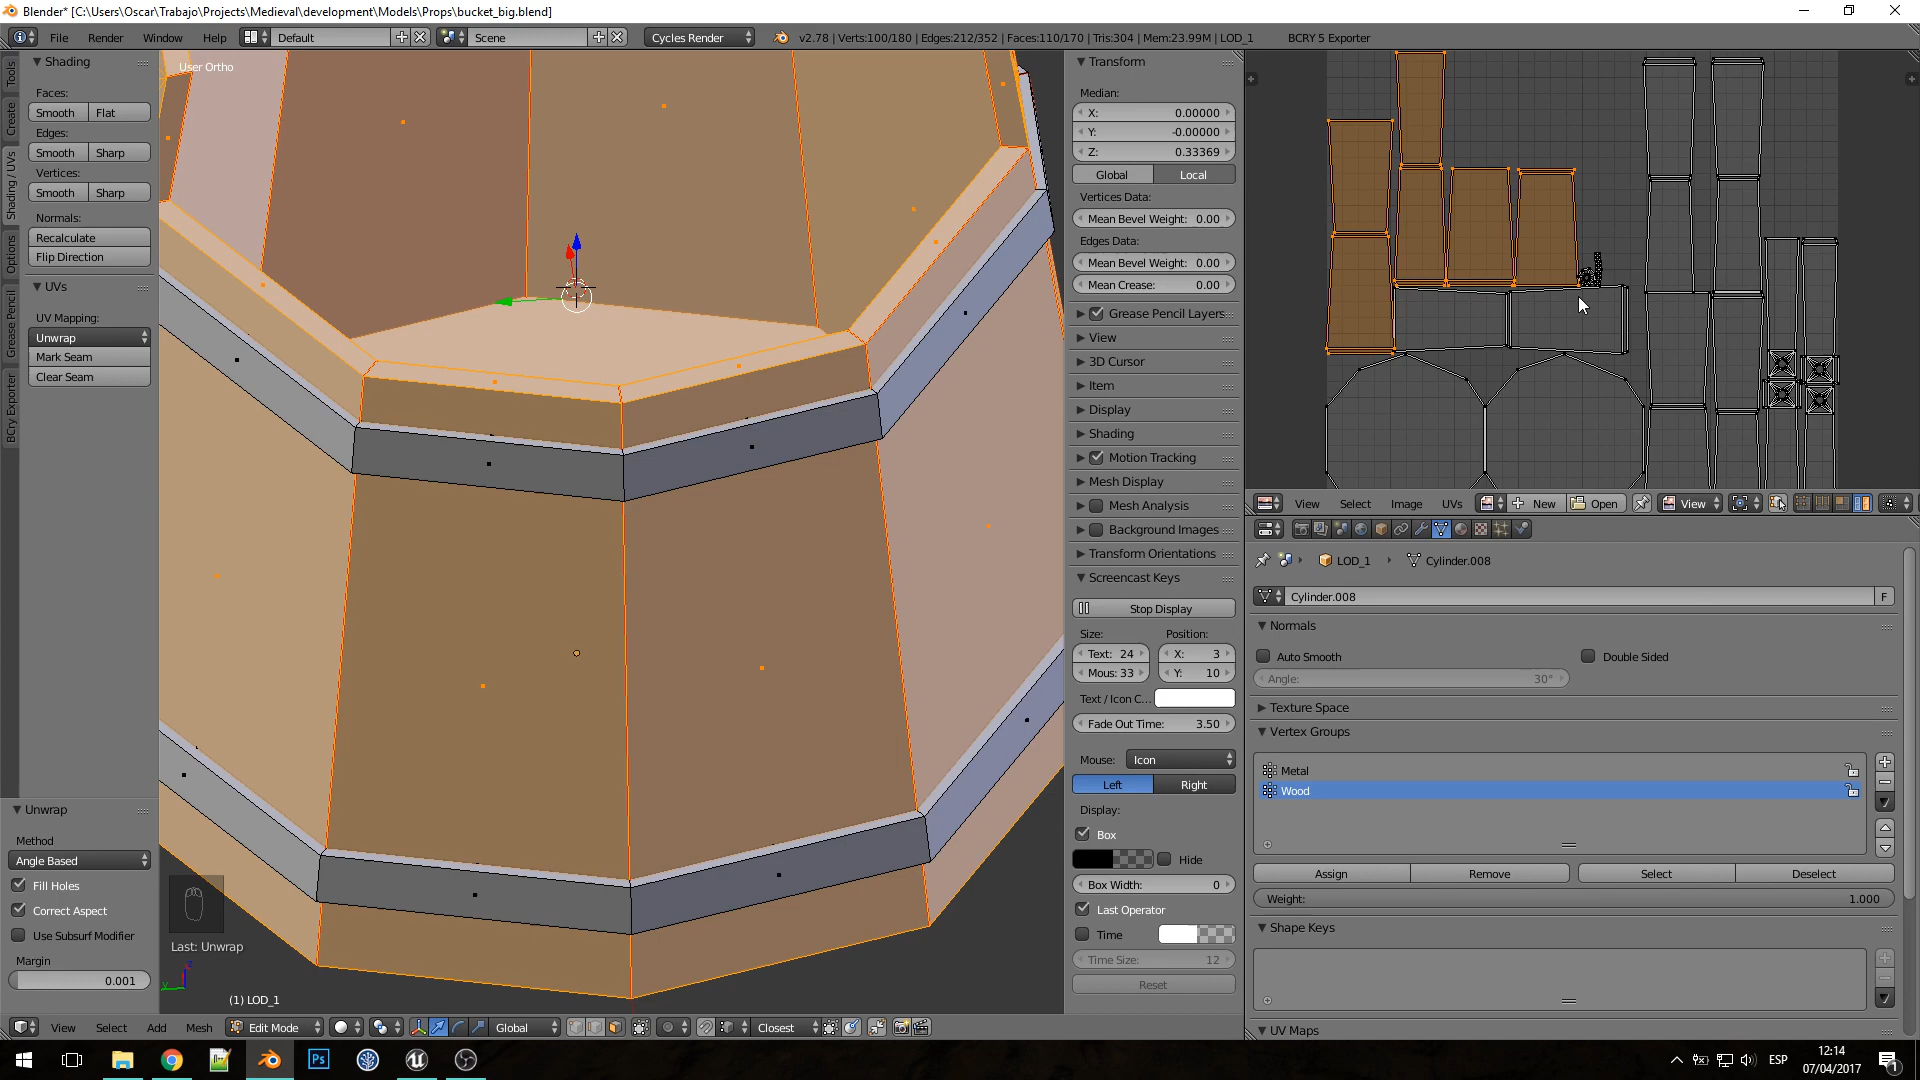 Blender* [C:\Users\Oscar\Trabajo\Projects\Medieval\development\Models\Props\bucket_big.blend]
File Render Window Help Default Scene Cycles Render v2.78 | Verts:100/180 | Edges:212/352 | Faces:110/170 | Tris:304 | Mem:23.99M | LOD_1 BCRY 5 Exporter
Tools
Create
Shading / UVs
Options
Grease Pencil
BCry Exporter
Shading
Faces:
Smooth Flat
Edges:
Smooth Sharp
Vertices:
Smooth Sharp
Normals:
Recalculate
Flip Direction
UVs
UV Mapping:
Unwrap
Mark Seam
Clear Seam
Unwrap
Method
Angle Based
Fill Holes
Correct Aspect
Use Subsurf Modifier
Margin
0.001
User Ortho
Last: Unwrap
(1) LOD_1
View Select Add Mesh Edit Mode Global Closest
Transform
Median:
X: 0.00000
Y: -0.00000
Z: 0.33369
Global Local
Vertices Data:
Mean Bevel Weight: 0.00
Edges Data:
Mean Bevel Weight: 0.00
Mean Crease: 0.00
Grease Pencil Layers
View
3D Cursor
Item
Display
Shading
Motion Tracking
Mesh Display
Mesh Analysis
Background Images
Transform Orientations
Screencast Keys
Stop Display
Size: Position:
Text: 24 X: 3
Mous: 33 Y: 10
Text / Icon C...
Fade Out Time: 3.50
Mouse: Icon
Left Right
Display:
Box
Hide
Box Width: 0
Last Operator
Time
Time Size: 12
Reset
View Select Image UVs New Open View
LOD_1 Cylinder.008
Cylinder.008 F
Normals
Auto Smooth Double Sided
Angle: 30°
Texture Space
Vertex Groups
Metal
Wood
Assign Remove Select Deselect
Weight: 1.000
Shape Keys
UV Maps
Ps
ESP
12:14
07/04/2017
1